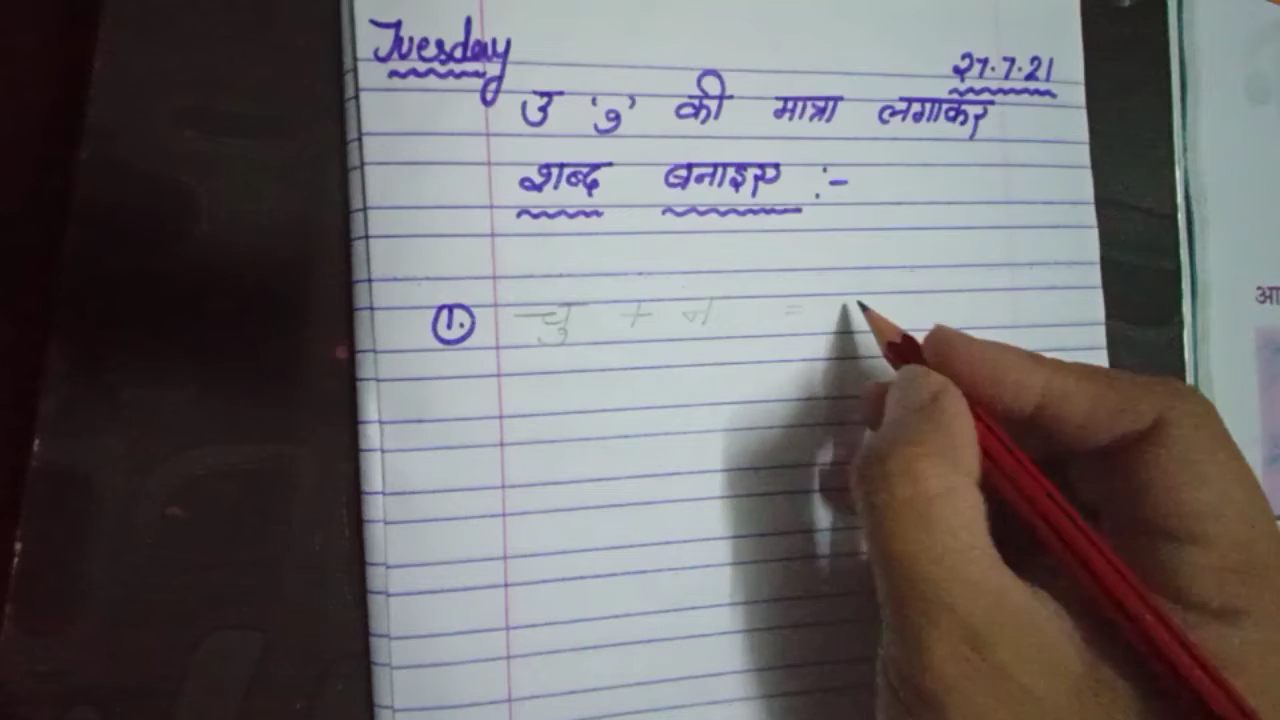 Tuesday
27.7.21
उ 'ु' की मात्रा लगाकर
शब्द बनाइए :-
1. चु + न =
आ